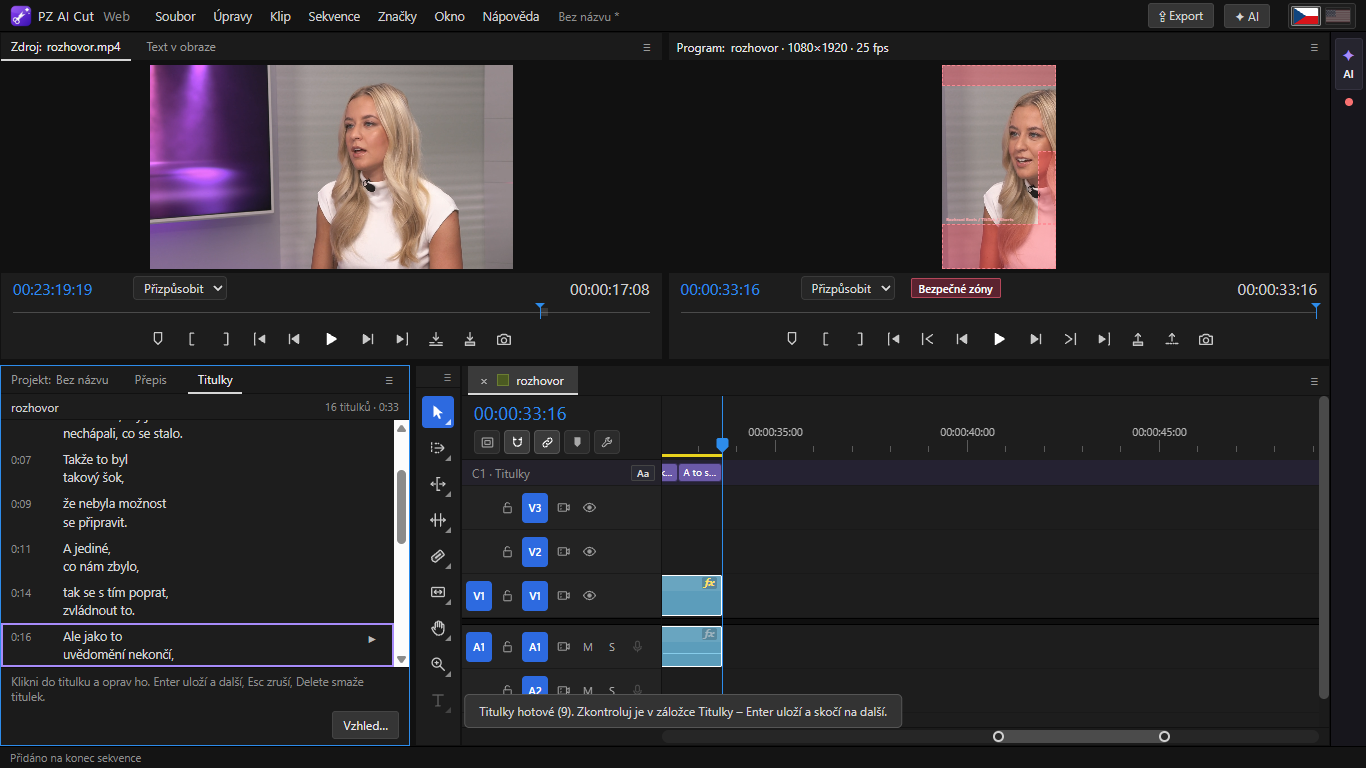 PZ AI Cut Web Soubor Úpravy Klip Sekvence Značky Okno Nápověda Bez názvu * Export AI
Zdroj: rozhovor.mp4 Text v obraze
Program: rozhovor · 1080×1920 · 25 fps
AI
00:23:19:19 Přizpůsobit 00:00:17:08
00:00:33:16 Přizpůsobit Bezpečné zóny 00:00:33:16
Projekt: Bez názvu Přepis Titulky
rozhovor 16 titulků · 0:33
nechápali, co se stalo.
0:07 Takže to byl
takový šok,
0:09 že nebyla možnost
se připravit.
0:11 A jediné,
co nám zbylo,
0:14 tak se s tím poprat,
zvládnout to.
0:16 Ale jako to
uvědomění nekončí,
Klikni do titulku a oprav ho. Enter uloží a další, Esc zruší, Delete smaže
titulek.
Vzhled...
× rozhovor
00:00:33:16
00:00:35:00 00:00:40:00 00:00:45:00
C1 · Titulky Aa
A to s...
V3
V2
V1 V1 fx
A1 A1 M S fx
A2 M S
Titulky hotové (9). Zkontroluj je v záložce Titulky – Enter uloží a skočí na další.
Přidáno na konec sekvence